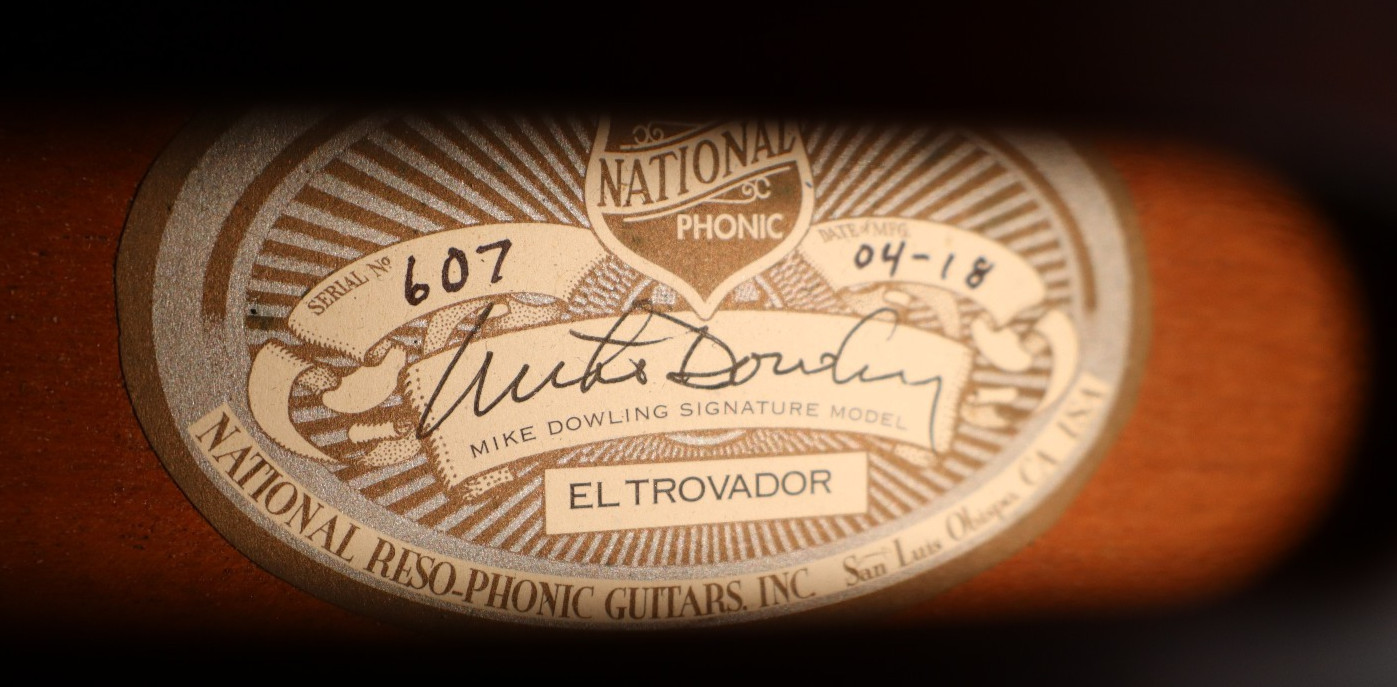 NATIONAL
PHONIC
SERIAL Nº 607
DATE of MFG. 04-18
Mike Dowling
MIKE DOWLING SIGNATURE MODEL
EL TROVADOR
NATIONAL RESO-PHONIC GUITARS, INC. San Luis Obispo CA USA